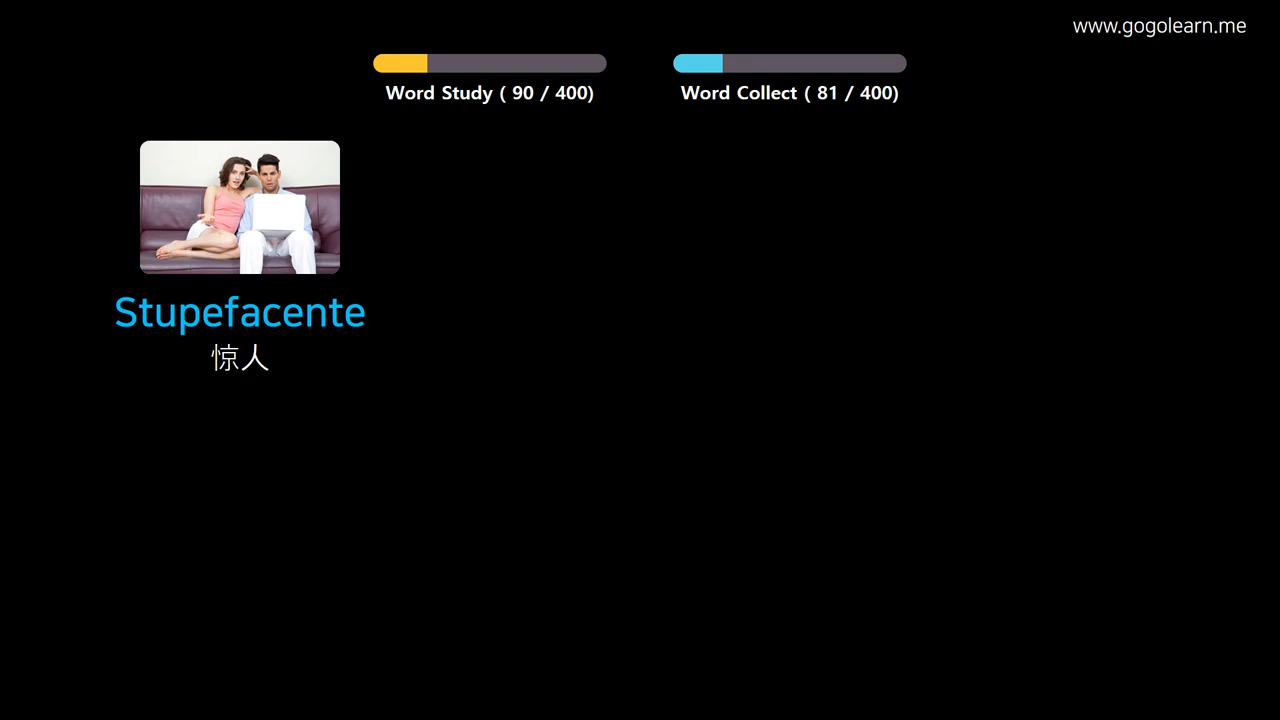 www.gogolearn.me
Word Study ( 90 / 400)
Word Collect ( 81 / 400)
Stupefacente
惊人